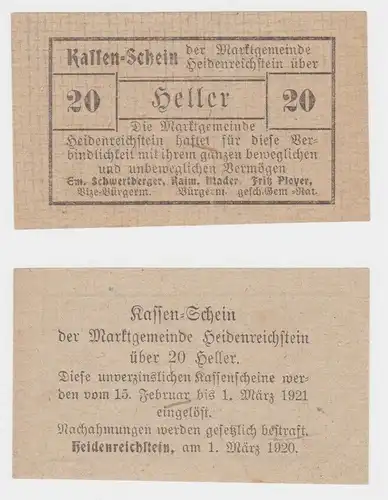 Kassen-Schein der Marktgemeinde
Heidenreichstein über
20 Heller 20
Die Marktgemeinde
Heidenreichstein haftet für diese Ver-
bindlichkeit mit ihrem ganzen beweglichen
und unbeweglichen Vermögen
Em. Schwertberger, Raim. Mader Fritz Ployer,
Vize-Bürgerm. Bürgerm gesch. Gem.-Rat.
Kassen-Schein
der Marktgemeinde Heidenreichstein
über 20 Heller.
Diese unverzinslichen Kassenscheine wer-
den vom 15. Februar bis 1. März 1921
eingelöst.
Nachahmungen werden gesetzlich bestraft.
Heidenreichstein, am 1. März 1920.